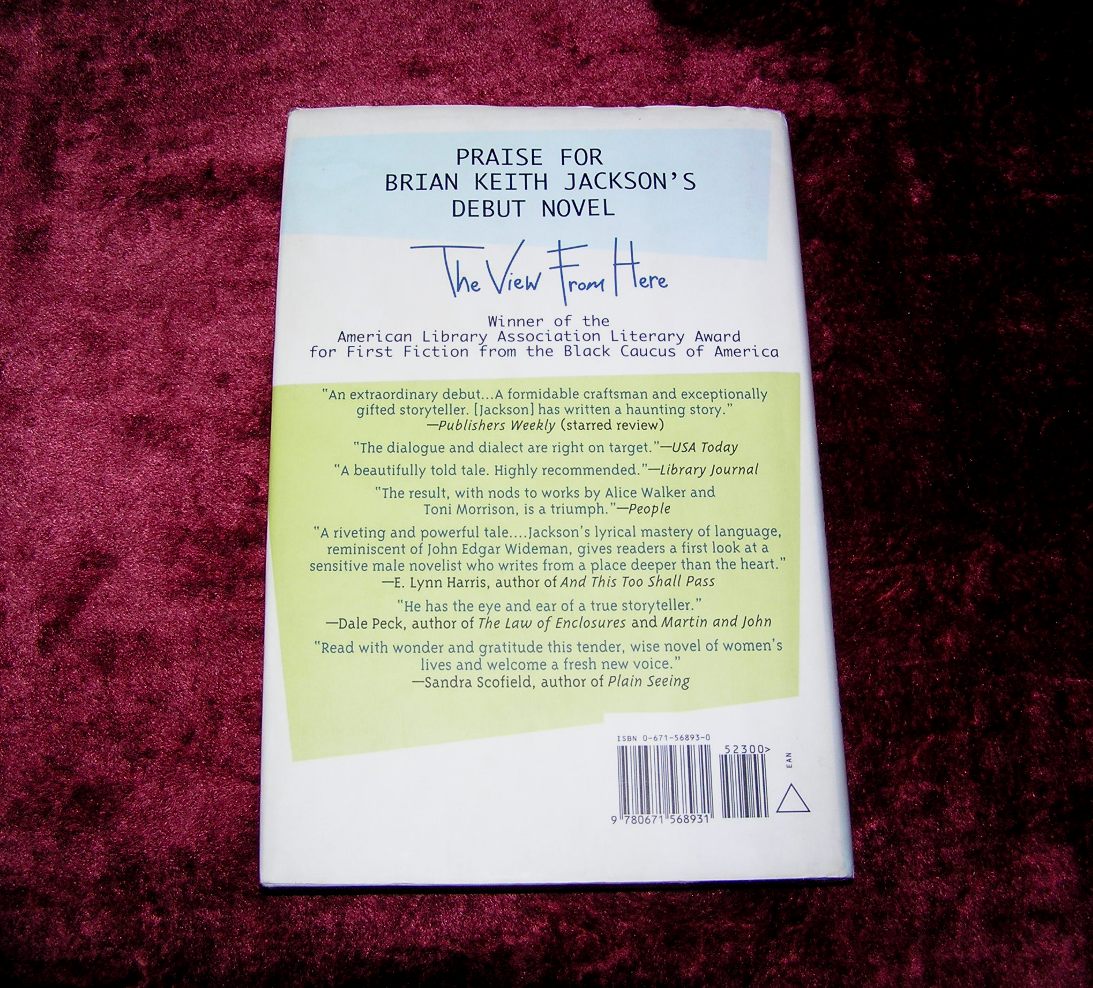 PRAISE FOR
BRIAN KEITH JACKSON'S
DEBUT NOVEL
The View From Here
Winner of the
American Library Association Literary Award
for First Fiction from the Black Caucus of America
"An extraordinary debut...A formidable craftsman and exceptionally
gifted storyteller. [Jackson] has written a haunting story."
—Publishers Weekly (starred review)
"The dialogue and dialect are right on target."—USA Today
"A beautifully told tale. Highly recommended."—Library Journal
"The result, with nods to works by Alice Walker and
Toni Morrison, is a triumph."—People
"A riveting and powerful tale....Jackson's lyrical mastery of language,
reminiscent of John Edgar Wideman, gives readers a first look at a
sensitive male novelist who writes from a place deeper than the heart."
—E. Lynn Harris, author of And This Too Shall Pass
"He has the eye and ear of a true storyteller."
—Dale Peck, author of The Law of Enclosures and Martin and John
"Read with wonder and gratitude this tender, wise novel of women's
lives and welcome a fresh new voice."
—Sandra Scofield, author of Plain Seeing
ISBN 0-671-56893-0
52300>
EAN
9 780671 568931